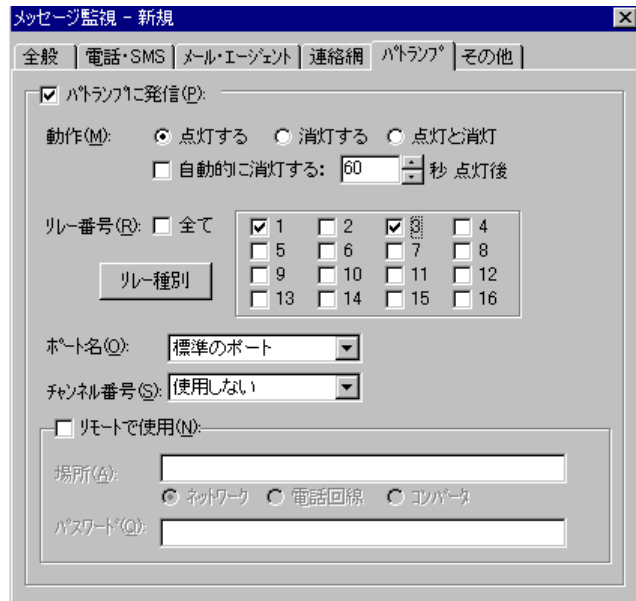 メッセージ監視 - 新規
全般 電話・SMS ﾒｰﾙ・ｴｰｼﾞｪﾝﾄ 連絡網 ﾊﾟﾄﾗﾝﾌﾟ その他
ﾊﾟﾄﾗﾝﾌﾟに発信(P):
動作(M): 点灯する 消灯する 点灯と消灯
自動的に消灯する: 60 秒 点灯後
ﾘﾚｰ番号(R): 全て 1 2 3 4
5 6 7 8
ﾘﾚｰ種別 9 10 11 12
13 14 15 16
ﾎﾟｰﾄ名(O): 標準のポート
ﾁｬﾝﾈﾙ番号(S): 使用しない
ﾘﾓｰﾄで使用(N):
場所(A):
ﾈｯﾄﾜｰｸ 電話回線 ｺﾝﾊﾞｰﾀ
ﾊﾟｽﾜｰﾄﾞ(Q):